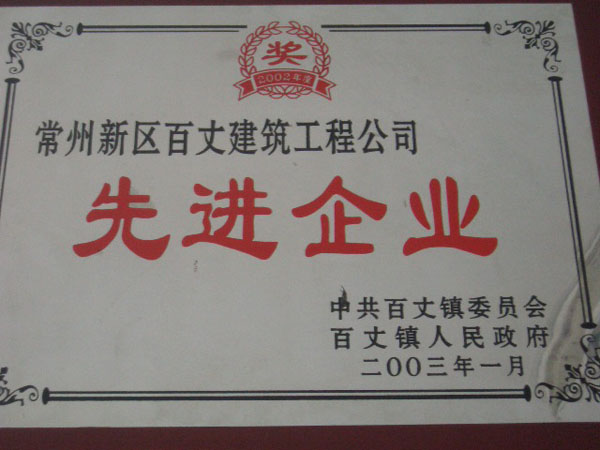 奖
2002年度
常州新区百丈建筑工程公司
先进企业
中共百丈镇委员会
百丈镇人民政府
二00三年一月